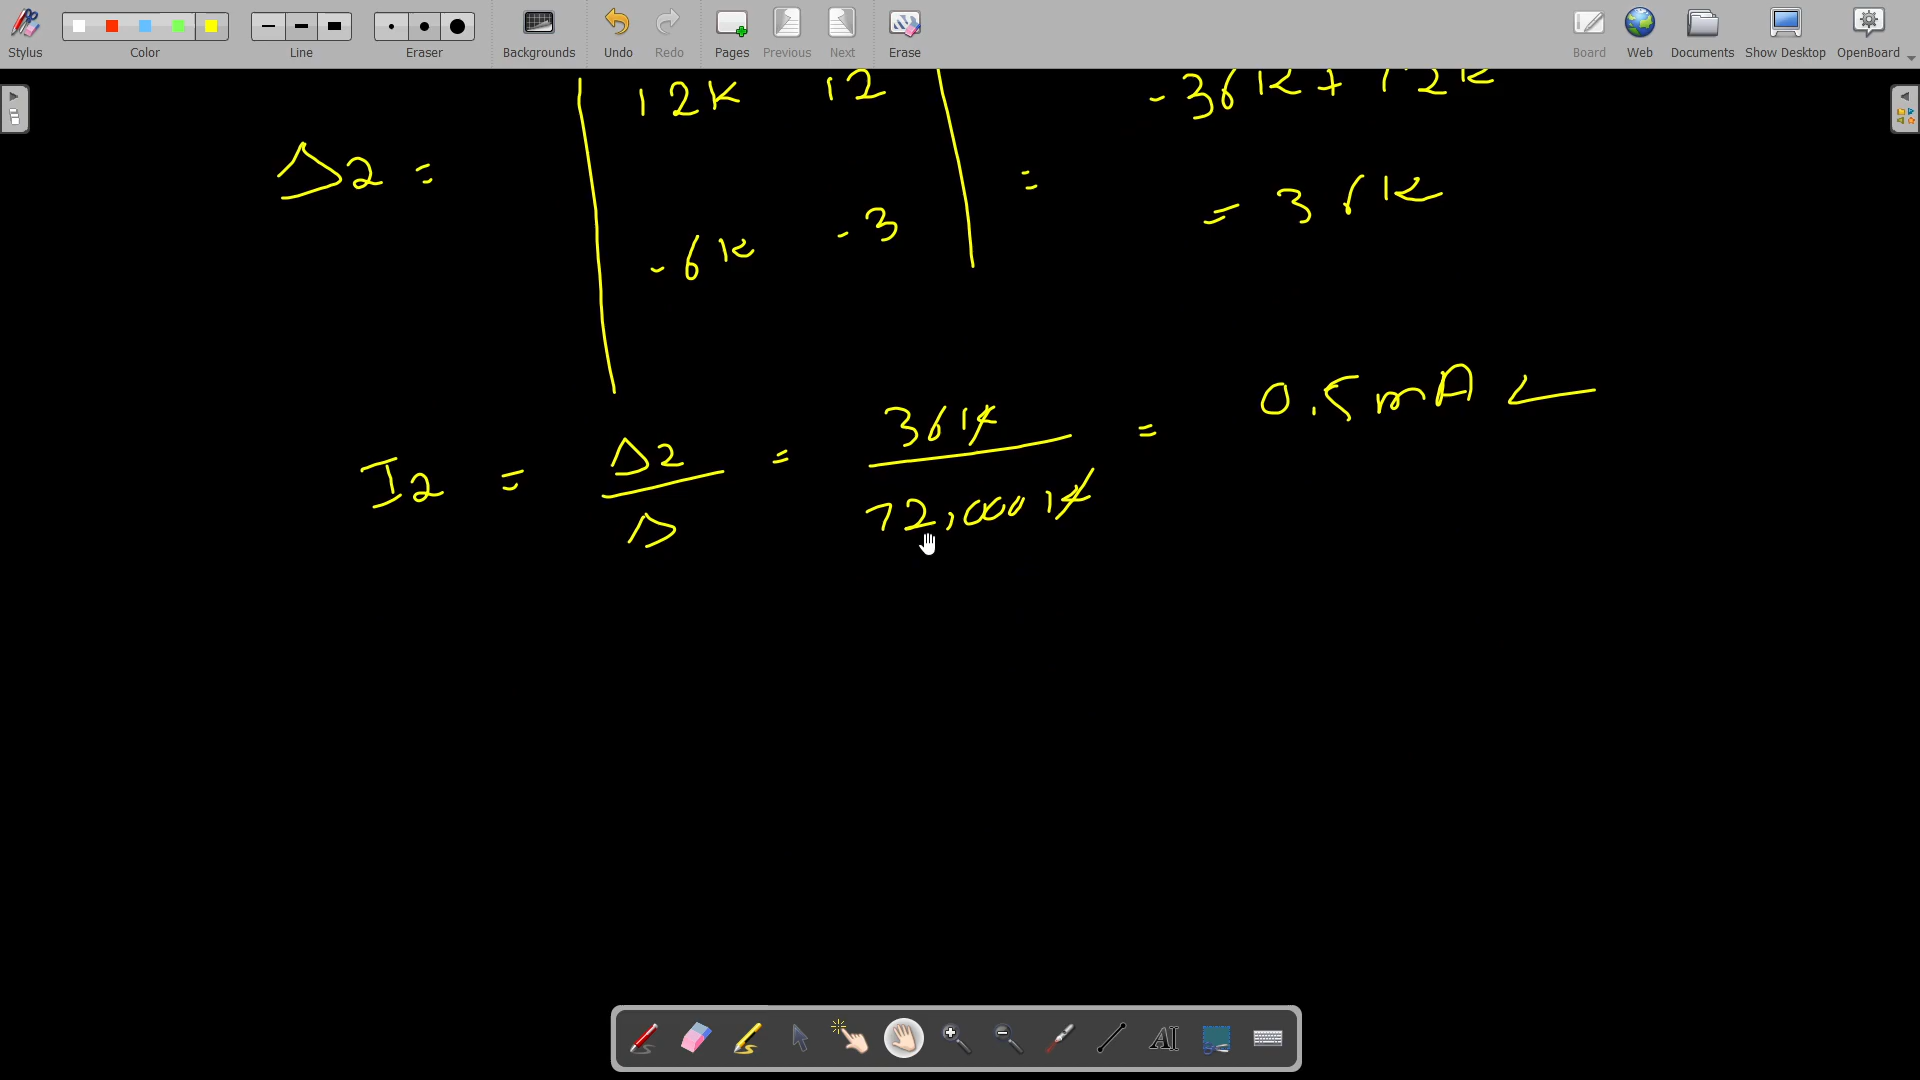 Stylus Color Line Eraser Backgrounds Undo Redo Pages Previous Next Erase Board Web Documents Show Desktop OpenBoard
12K 12 -36K+72K
Δ2 = =
= 36K
-6K -3
I2 = Δ2/Δ = 36K/72,000K = 0.5mA
AI